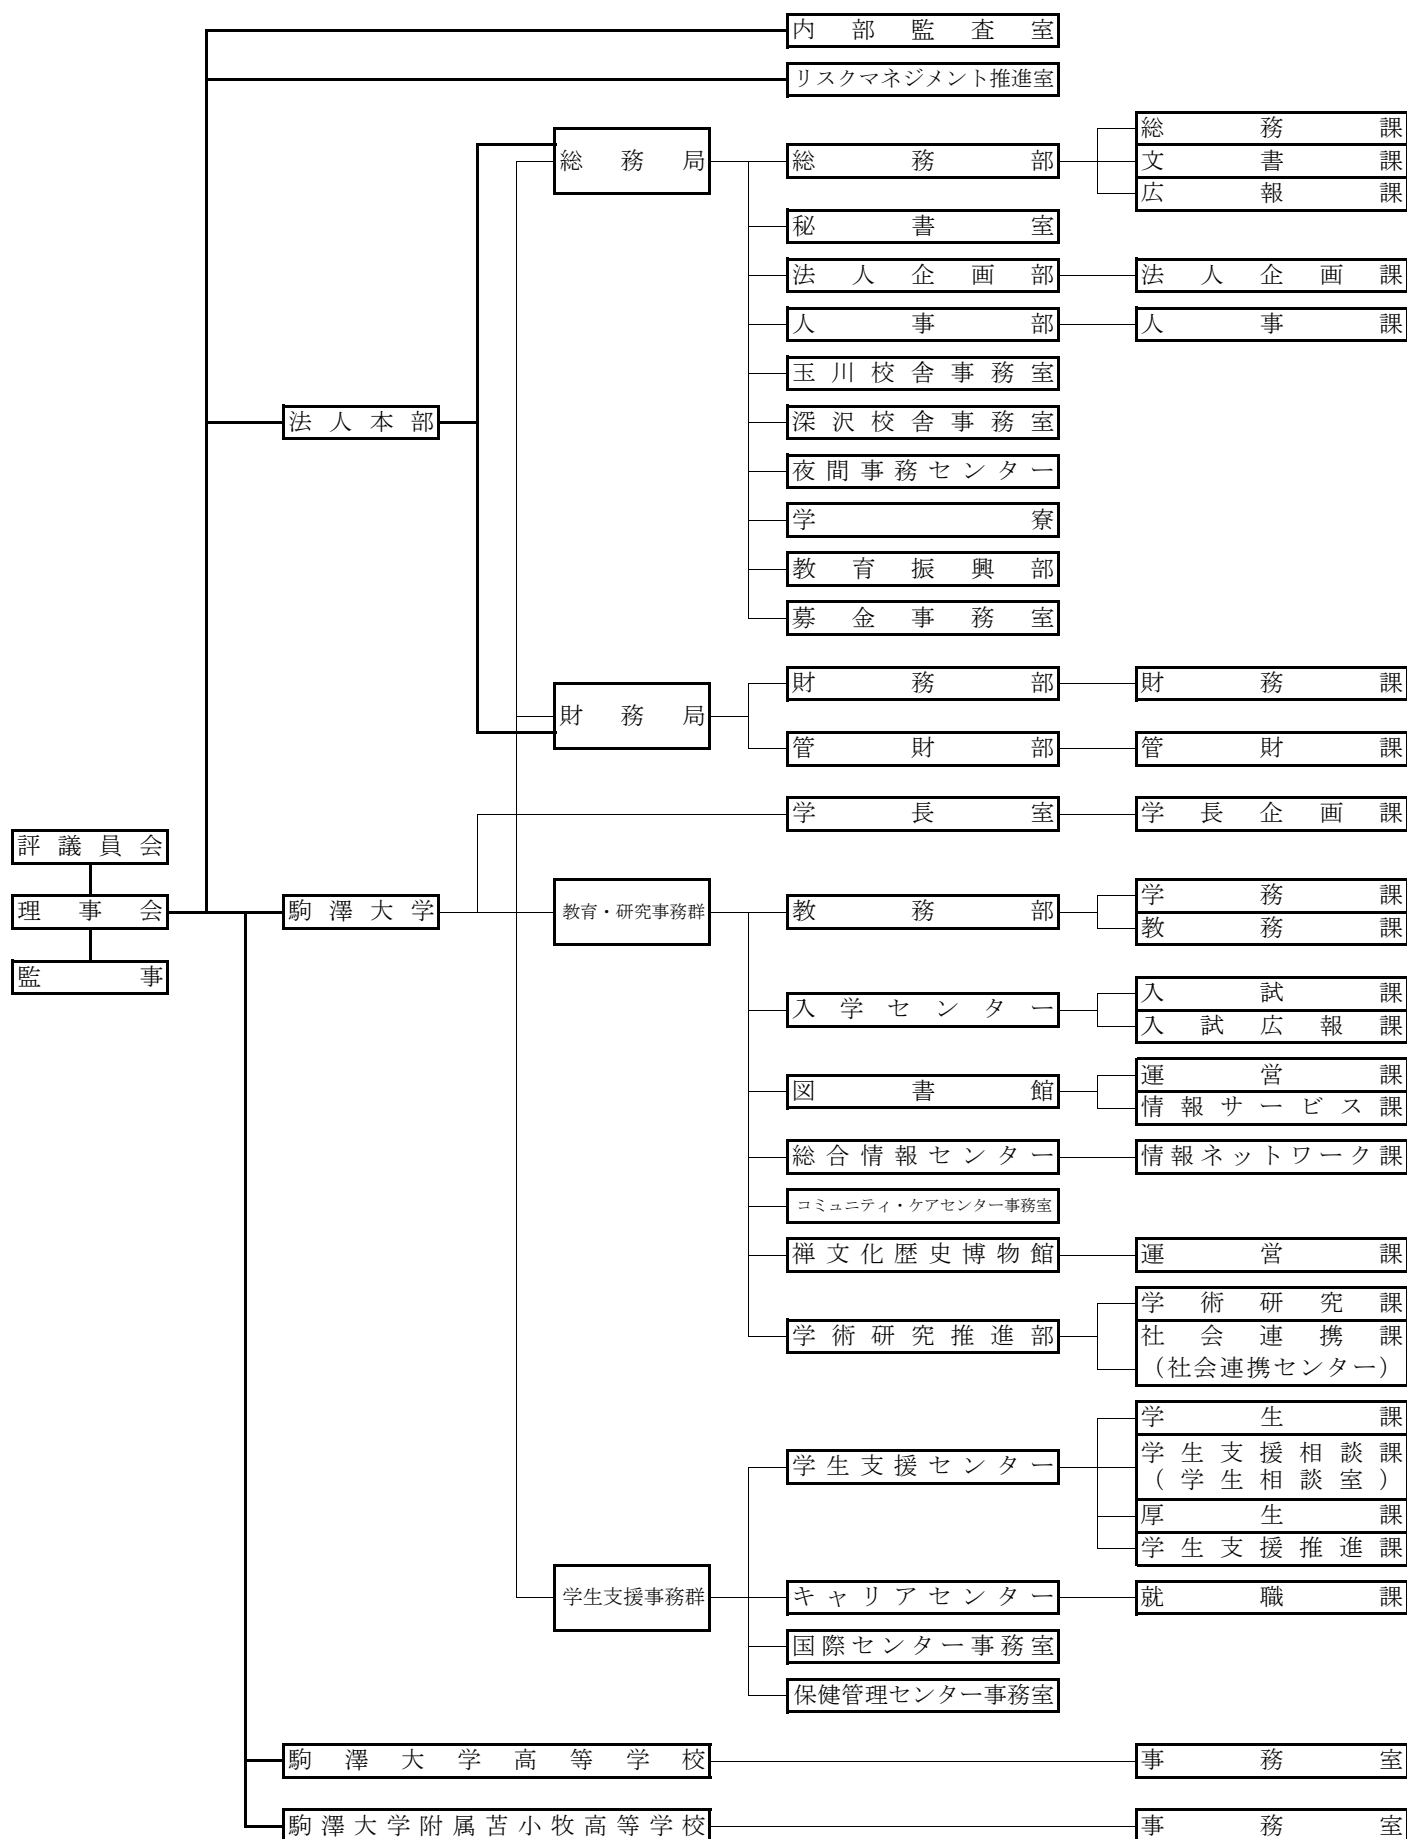 内部監査室
リスクマネジメント推進室
総務局
総務部
総務課
文書課
広報課
秘書室
法人企画部
法人企画課
人事部
人事課
玉川校舎事務室
法人本部
深沢校舎事務室
夜間事務センター
学寮
教育振興部
募金事務室
財務局
財務部
財務課
管財部
管財課
学長室
学長企画課
評議員会
理事会
監事
駒澤大学
教育・研究事務群
教務部
学務課
教務課
入学センター
入試課
入試広報課
図書館
運営課
情報サービス課
総合情報センター
情報ネットワーク課
コミュニティ・ケアセンター事務室
禅文化歴史博物館
運営課
学術研究推進部
学術研究課
社会連携課
（社会連携センター）
学生支援事務群
学生支援センター
学生課
学生支援相談課
（学生相談室）
厚生課
学生支援推進課
キャリアセンター
就職課
国際センター事務室
保健管理センター事務室
駒澤大学高等学校
事務室
駒澤大学附属苫小牧高等学校
事務室